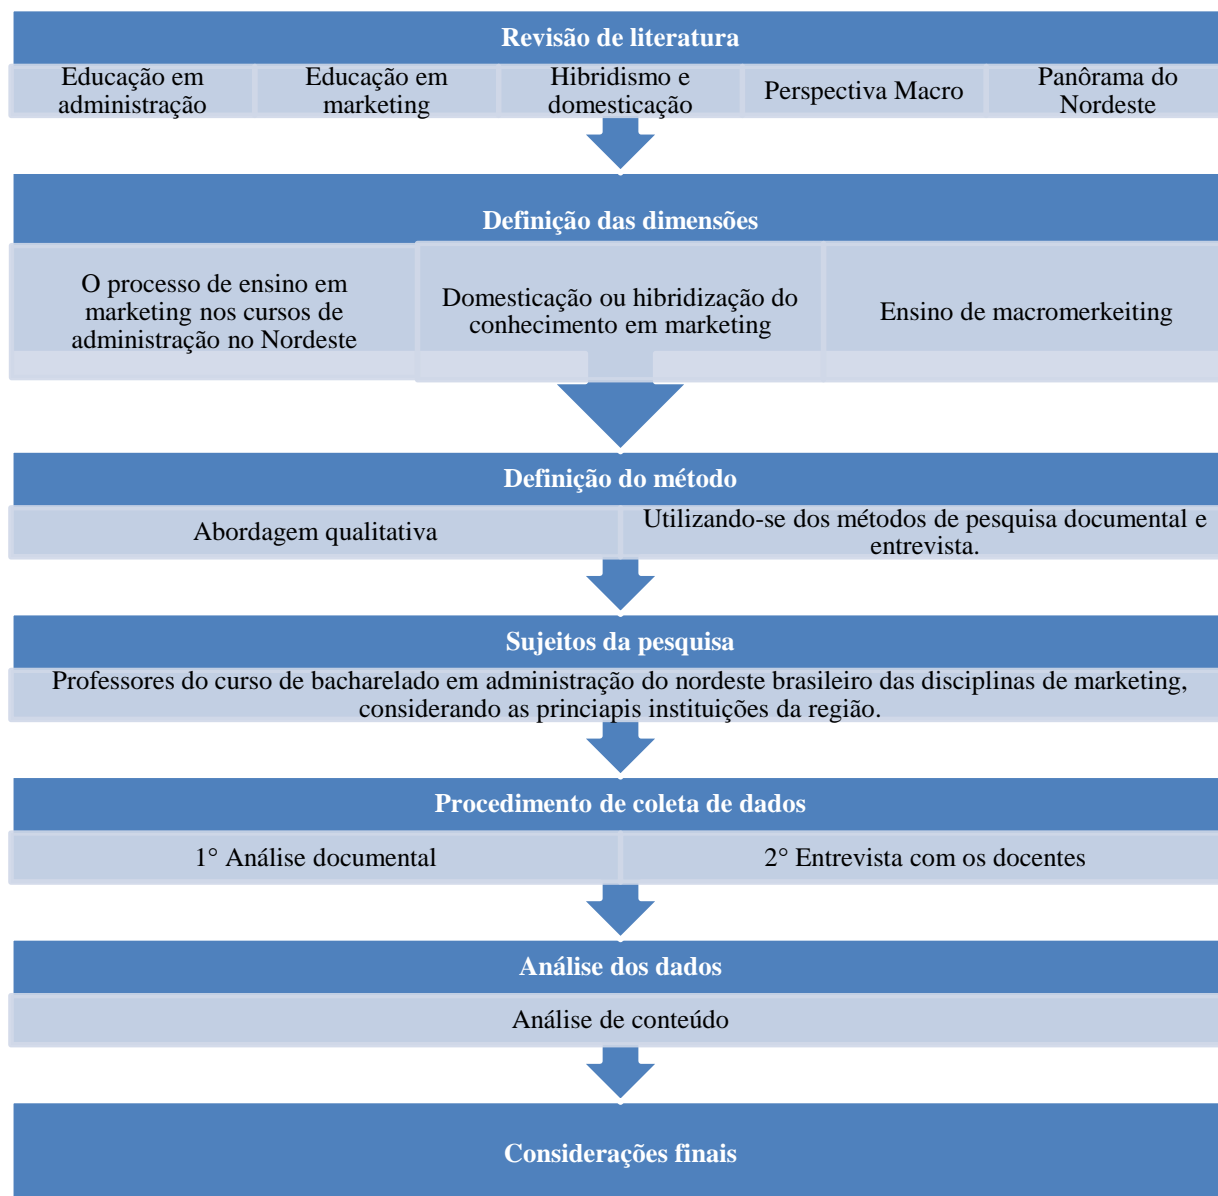 Revisão de literatura
Educação em
administração
Educação em
marketing
Hibridismo e
domesticação
Perspectiva Macro
Panôrama do
Nordeste
Definição das dimensões
O processo de ensino em
marketing nos cursos de
administração no Nordeste
Domesticação ou hibridização do
conhecimento em marketing
Ensino de macromerkeiting
Definição do método
Abordagem qualitativa
Utilizando-se dos métodos de pesquisa documental e
entrevista.
Sujeitos da pesquisa
Professores do curso de bacharelado em administração do nordeste brasileiro das disciplinas de marketing,
considerando as princiapis instituições da região.
Procedimento de coleta de dados
1° Análise documental
2° Entrevista com os docentes
Análise dos dados
Análise de conteúdo
Considerações finais